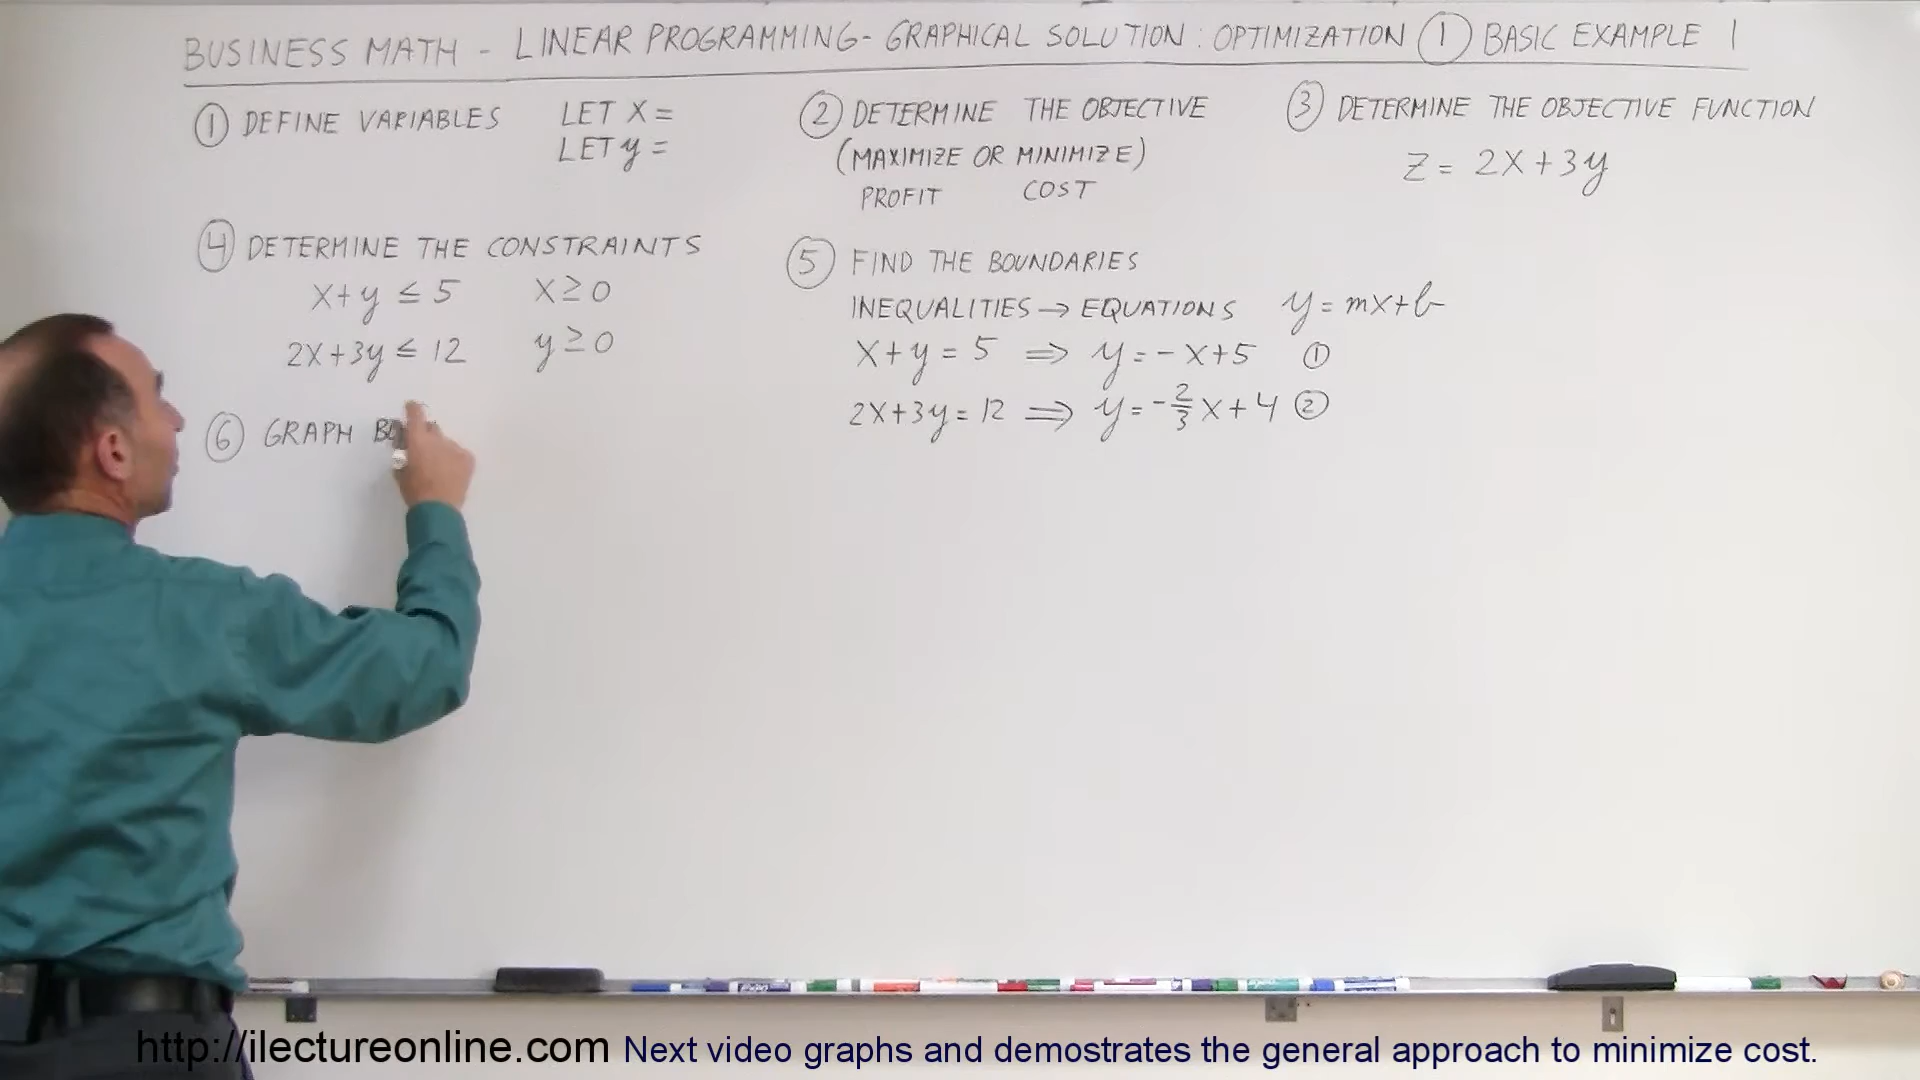 BUSINESS MATH - LINEAR PROGRAMMING - GRAPHICAL SOLUTION : OPTIMIZATION ① BASIC EXAMPLE 1
① DEFINE VARIABLES
LET X =
LET y =
② DETERMINE THE OBJECTIVE
(MAXIMIZE OR MINIMIZE)
PROFIT COST
③ DETERMINE THE OBJECTIVE FUNCTION
Z = 2X + 3y
④ DETERMINE THE CONSTRAINTS
X + y ≤ 5 X ≥ 0
2X + 3y ≤ 12 y ≥ 0
⑤ FIND THE BOUNDARIES
INEQUALITIES → EQUATIONS y = mx + b
X + y = 5 ⟹ y = - X + 5 ①
2X + 3y = 12 ⟹ y = - 2/3 X + 4 ②
⑥ GRAPH
http://ilectureonline.com Next video graphs and demostrates the general approach to minimize cost.